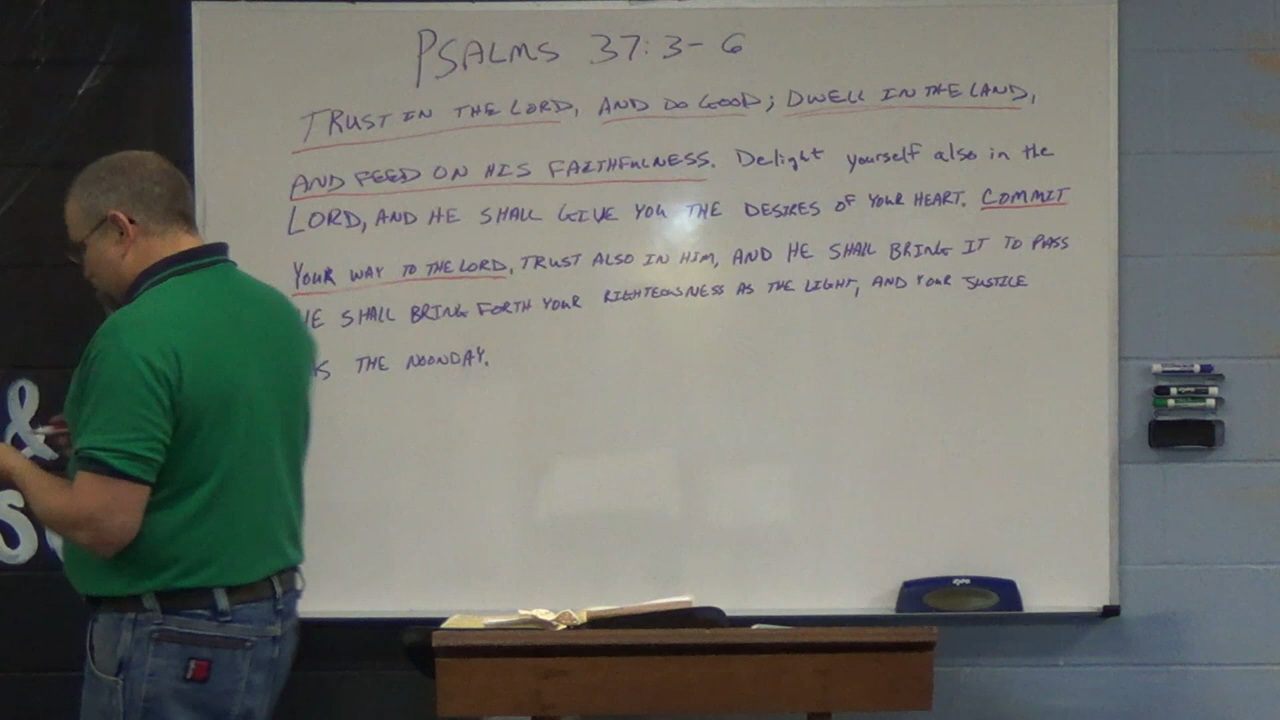 PSALMS 37:3-6
TRUST IN THE LORD, AND DO GOOD; DWELL IN THE LAND,
AND FEED ON HIS FAITHFULNESS. Delight yourself also in the
LORD, AND HE SHALL GIVE YOU THE DESIRES OF YOUR HEART. COMMIT
YOUR WAY TO THE LORD, TRUST ALSO IN HIM, AND HE SHALL BRING IT TO PASS
HE SHALL BRING FORTH YOUR RIGHTEOUSNESS AS THE LIGHT, AND YOUR JUSTICE
AS THE NOONDAY.
&
EXPO